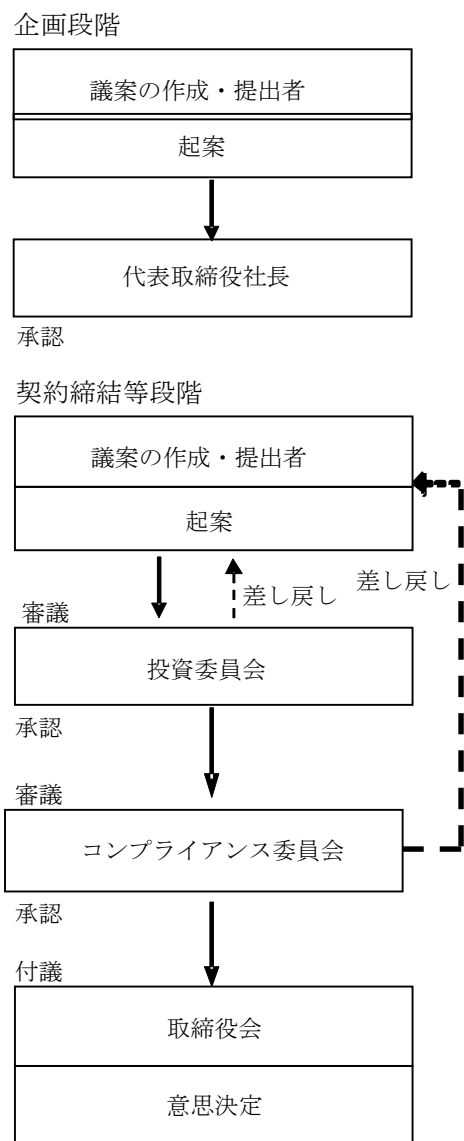 企画段階
議案の作成・提出者
起案
代表取締役社長
承認
契約締結等段階
議案の作成・提出者
起案
差し戻し
差し戻し
審議
投資委員会
承認
審議
コンプライアンス委員会
承認
付議
取締役会
意思決定